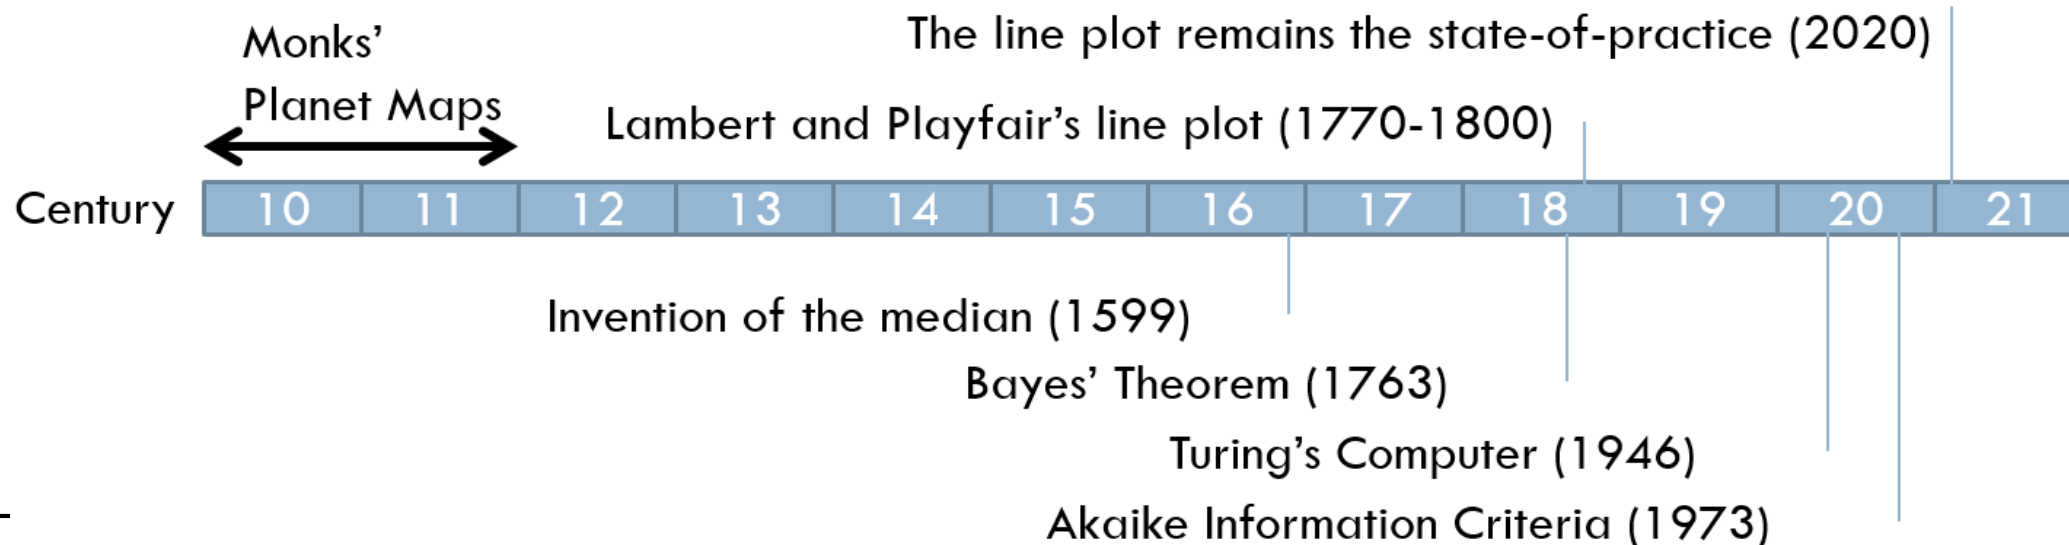 Monks’
Planet Maps
The line plot remains the state-of-practice (2020)
Lambert and Playfair’s line plot (1770-1800)
Century 10 11 12 13 14 15 16 17 18 19 20 21
Invention of the median (1599)
Bayes’ Theorem (1763)
Turing’s Computer (1946)
Akaike Information Criteria (1973)